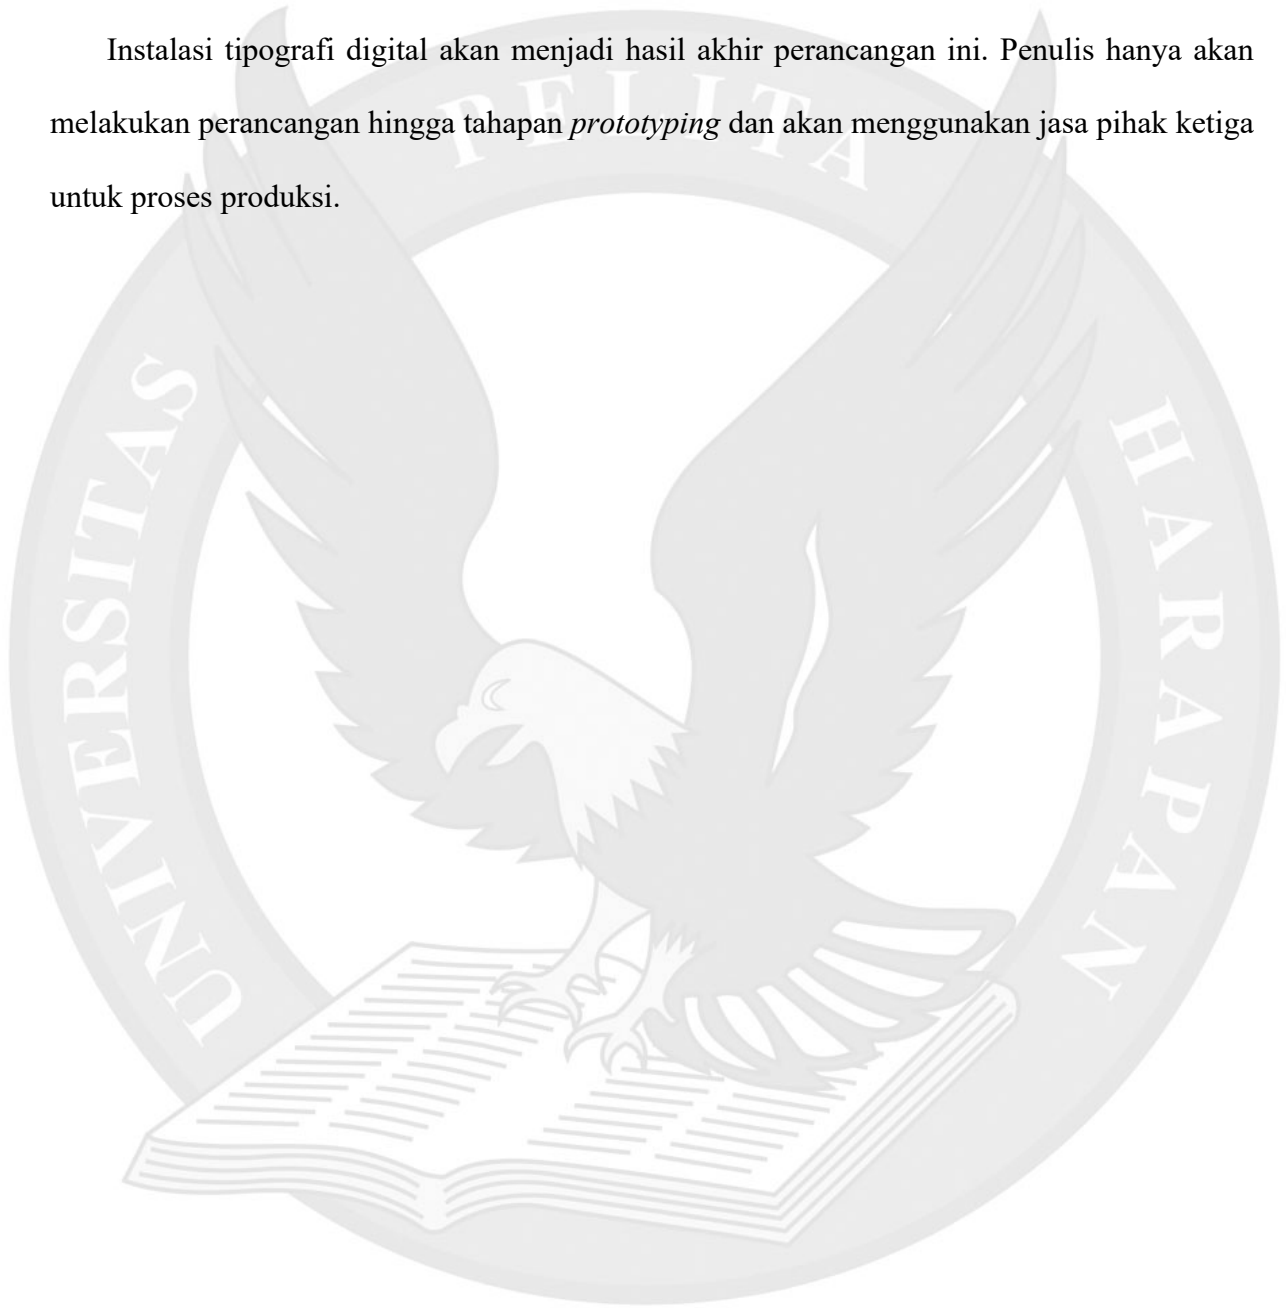 Instalasi tipografi digital akan menjadi hasil akhir perancangan ini. Penulis hanya akan
melakukan perancangan hingga tahapan prototyping dan akan menggunakan jasa pihak ketiga
untuk proses produksi.
UNIVERSITAS PELITA HARAPAN